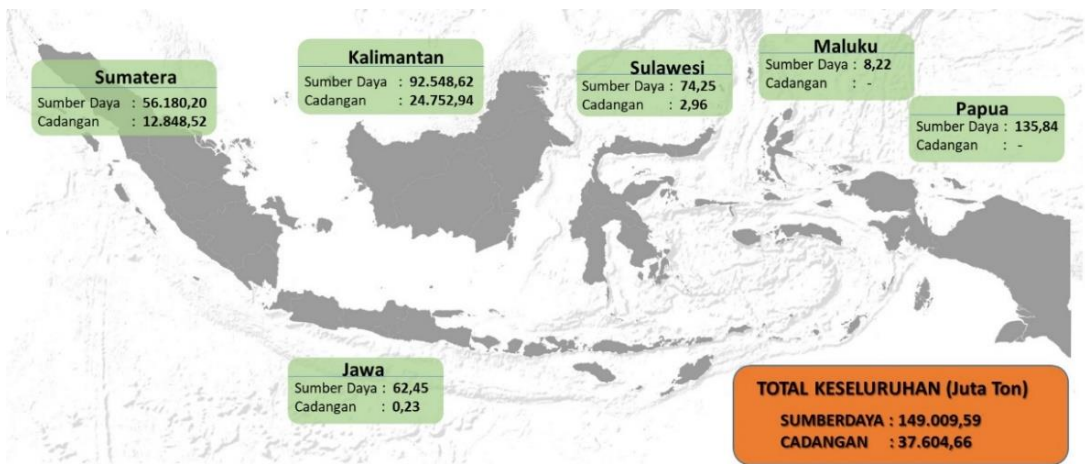 Sumatera
Sumber Daya : 56.180,20
Cadangan : 12.848,52
Kalimantan
Sumber Daya : 92.548,62
Cadangan : 24.752,94
Sulawesi
Sumber Daya : 74,25
Cadangan : 2,96
Maluku
Sumber Daya : 8,22
Cadangan : -
Papua
Sumber Daya : 135,84
Cadangan : -
Jawa
Sumber Daya : 62,45
Cadangan : 0,23
TOTAL KESELURUHAN (Juta Ton)
SUMBERDAYA : 149.009,59
CADANGAN : 37.604,66